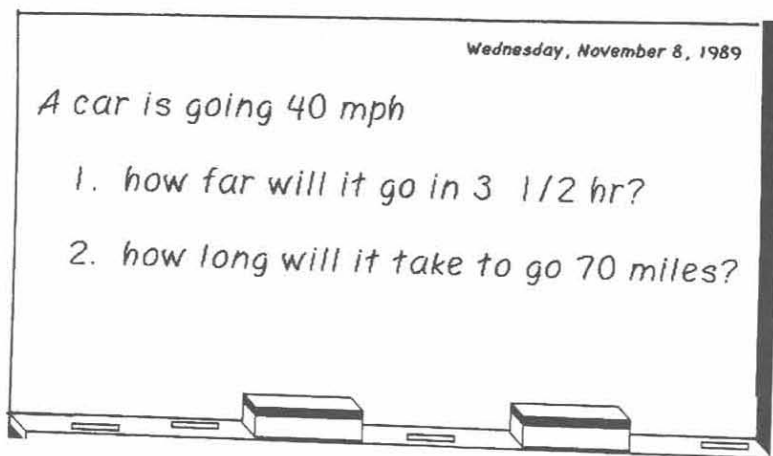 Wednesday, November 8, 1989
A car is going 40 mph
1. how far will it go in 3 1/2 hr?
2. how long will it take to go 70 miles?